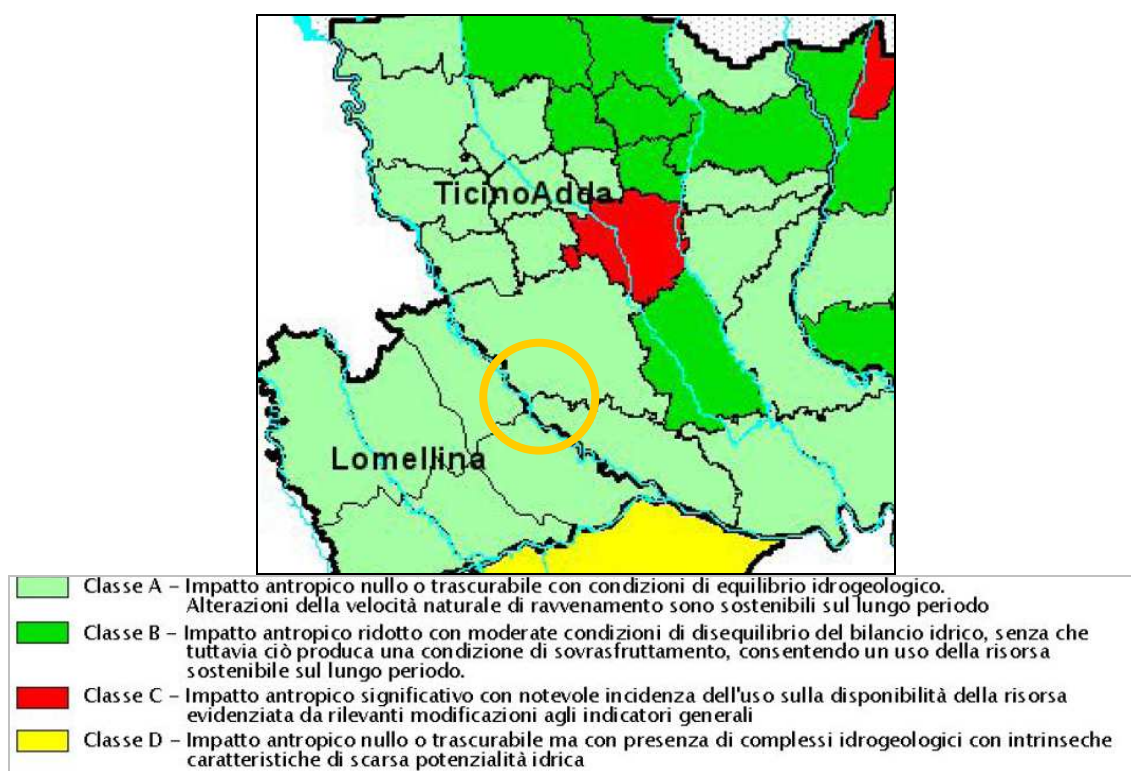 TicinoAdda
Lomellina
Classe A – Impatto antropico nullo o trascurabile con condizioni di equilibrio idrogeologico.
Alterazioni della velocità naturale di ravvenamento sono sostenibili sul lungo periodo
Classe B – Impatto antropico ridotto con moderate condizioni di disequilibrio del bilancio idrico, senza che
tuttavia ciò produca una condizione di sovrasfruttamento, consentendo un uso della risorsa
sostenibile sul lungo periodo.
Classe C – Impatto antropico significativo con notevole incidenza dell'uso sulla disponibilità della risorsa
evidenziata da rilevanti modificazioni agli indicatori generali
Classe D – Impatto antropico nullo o trascurabile ma con presenza di complessi idrogeologici con intrinseche
caratteristiche di scarsa potenzialità idrica